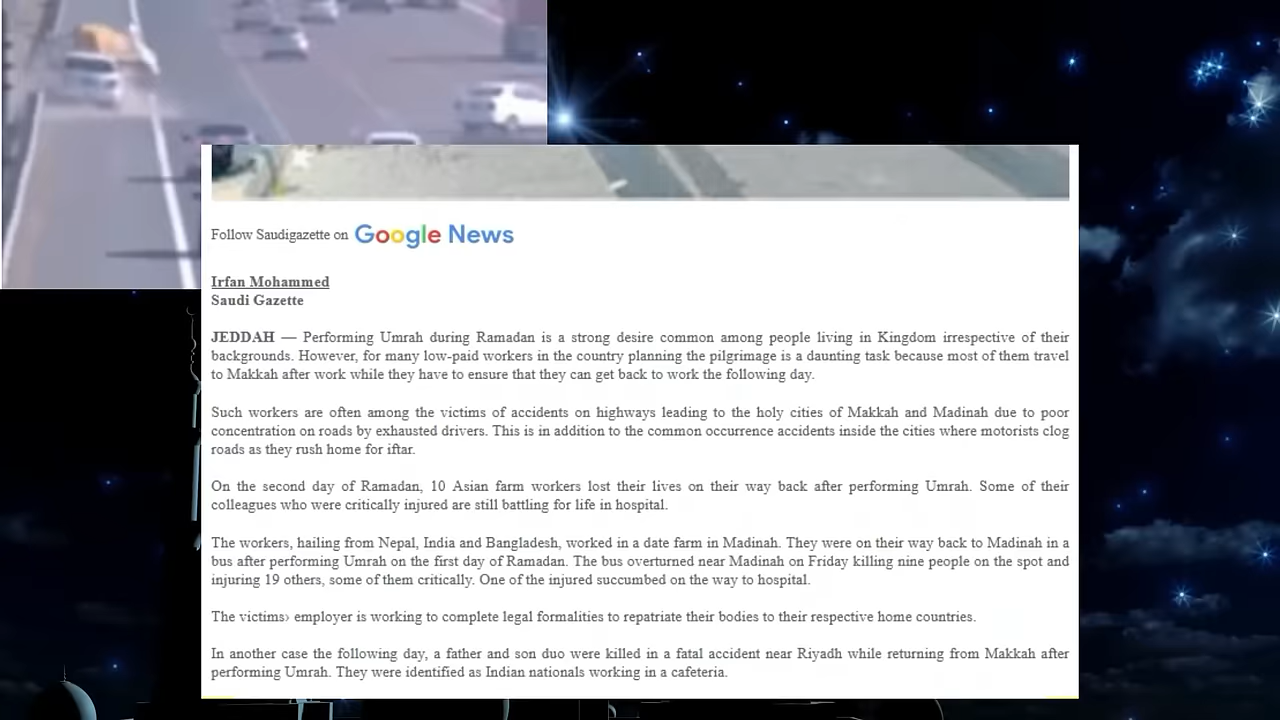 Follow Saudigazette on Google News
Irfan Mohammed
Saudi Gazette
JEDDAH — Performing Umrah during Ramadan is a strong desire common among people living in Kingdom irrespective of their
backgrounds. However, for many low-paid workers in the country planning the pilgrimage is a daunting task because most of them travel
to Makkah after work while they have to ensure that they can get back to work the following day.
Such workers are often among the victims of accidents on highways leading to the holy cities of Makkah and Madinah due to poor
concentration on roads by exhausted drivers. This is in addition to the common occurrence accidents inside the cities where motorists clog
roads as they rush home for iftar.
On the second day of Ramadan, 10 Asian farm workers lost their lives on their way back after performing Umrah. Some of their
colleagues who were critically injured are still battling for life in hospital.
The workers, hailing from Nepal, India and Bangladesh, worked in a date farm in Madinah. They were on their way back to Madinah in a
bus after performing Umrah on the first day of Ramadan. The bus overturned near Madinah on Friday killing nine people on the spot and
injuring 19 others, some of them critically. One of the injured succumbed on the way to hospital.
The victims› employer is working to complete legal formalities to repatriate their bodies to their respective home countries.
In another case the following day, a father and son duo were killed in a fatal accident near Riyadh while returning from Makkah after
performing Umrah. They were identified as Indian nationals working in a cafeteria.